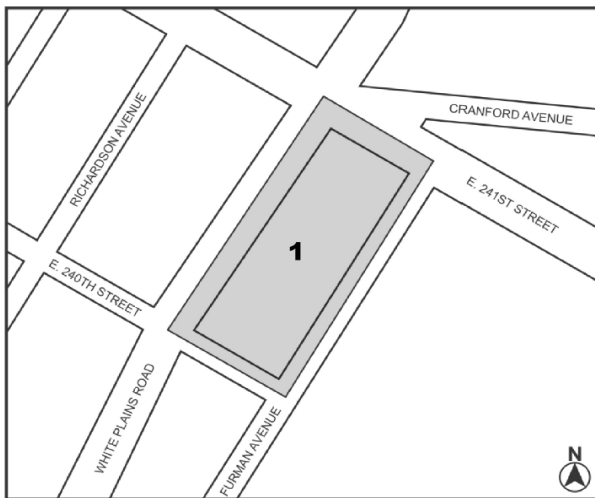 CRANFORD AVENUE
RICHARDSON AVENUE
E. 241ST STREET
1
E. 240TH STREET
WHITE PLAINS ROAD
FURMAN AVENUE
N